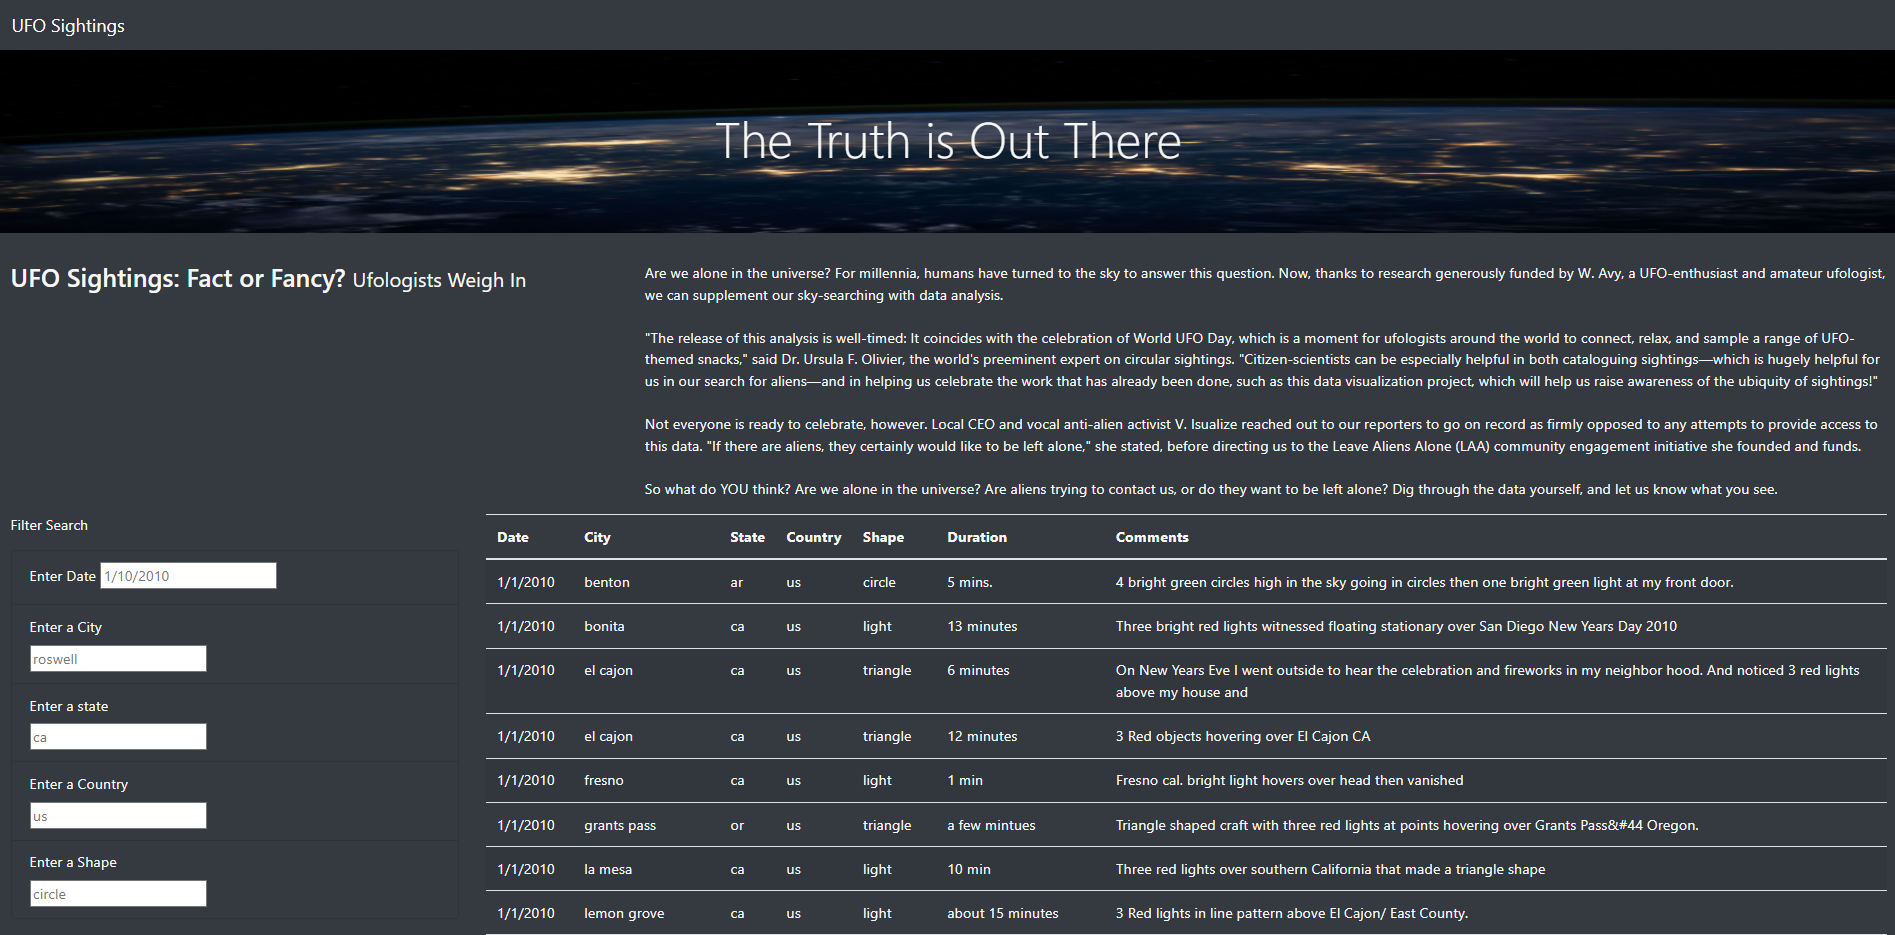 UFO Sightings
The Truth is Out There
UFO Sightings: Fact or Fancy? Ufologists Weigh In
Are we alone in the universe? For millennia, humans have turned to the sky to answer this question. Now, thanks to research generously funded by W. Avy, a UFO-enthusiast and amateur ufologist,
we can supplement our sky-searching with data analysis.
"The release of this analysis is well-timed: It coincides with the celebration of World UFO Day, which is a moment for ufologists around the world to connect, relax, and sample a range of UFO-
themed snacks," said Dr. Ursula F. Olivier, the world's preeminent expert on circular sightings. "Citizen-scientists can be especially helpful in both cataloguing sightings—which is hugely helpful for
us in our search for aliens—and in helping us celebrate the work that has already been done, such as this data visualization project, which will help us raise awareness of the ubiquity of sightings!"
Not everyone is ready to celebrate, however. Local CEO and vocal anti-alien activist V. Isualize reached out to our reporters to go on record as firmly opposed to any attempts to provide access to
this data. "If there are aliens, they certainly would like to be left alone," she stated, before directing us to the Leave Aliens Alone (LAA) community engagement initiative she founded and funds.
So what do YOU think? Are we alone in the universe? Are aliens trying to contact us, or do they want to be left alone? Dig through the data yourself, and let us know what you see.
Filter Search
Enter Date 1/10/2010
Enter a City
roswell
Enter a state
ca
Enter a Country
us
Enter a Shape
circle
Date City State Country Shape Duration Comments
1/1/2010 benton ar us circle 5 mins. 4 bright green circles high in the sky going in circles then one bright green light at my front door.
1/1/2010 bonita ca us light 13 minutes Three bright red lights witnessed floating stationary over San Diego New Years Day 2010
1/1/2010 el cajon ca us triangle 6 minutes On New Years Eve I went outside to hear the celebration and fireworks in my neighbor hood. And noticed 3 red lights
above my house and
1/1/2010 el cajon ca us triangle 12 minutes 3 Red objects hovering over El Cajon CA
1/1/2010 fresno ca us light 1 min Fresno cal. bright light hovers over head then vanished
1/1/2010 grants pass or us triangle a few mintues Triangle shaped craft with three red lights at points hovering over Grants Pass&#44 Oregon.
1/1/2010 la mesa ca us light 10 min Three red lights over southern California that made a triangle shape
1/1/2010 lemon grove ca us light about 15 minutes 3 Red lights in line pattern above El Cajon/ East County.